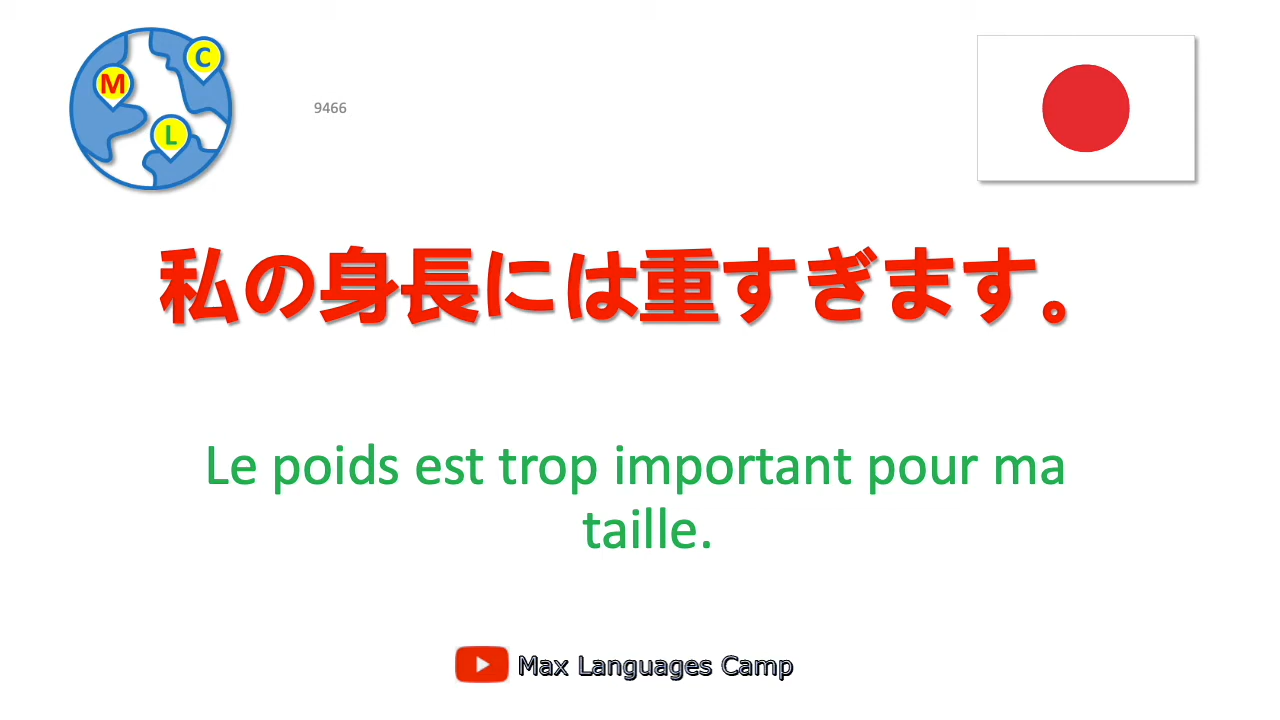 C
M
L
9466
私の身長には重すぎます。
Le poids est trop important pour ma
taille.
Max Languages Camp